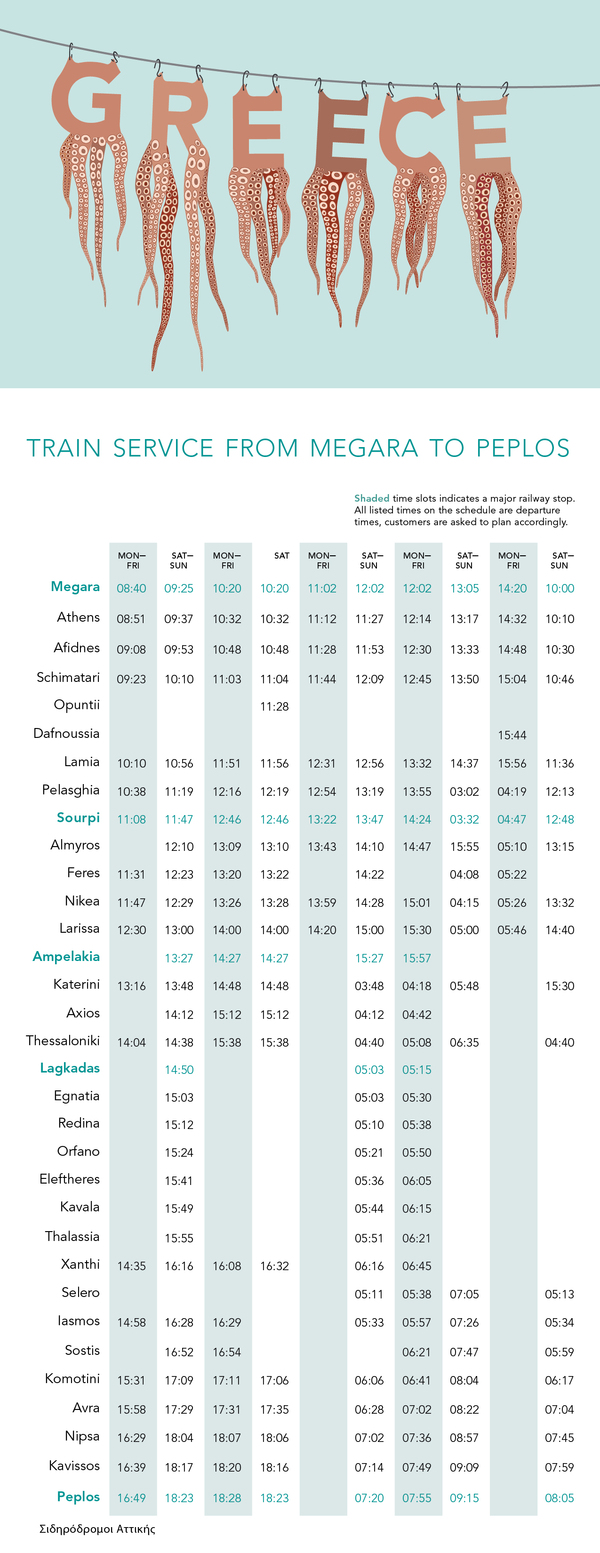 GREECE
TRAIN SERVICE FROM MEGARA TO PEPLOS
Shaded time slots indicates a major railway stop.
All listed times on the schedule are departure
times, customers are asked to plan accordingly.
MON– SAT– MON– SAT MON– SAT– MON– SAT– MON– SAT–
FRI SUN FRI FRI SUN FRI SUN FRI SUN
Megara 08:40 09:25 10:20 10:20 11:02 12:02 12:02 13:05 14:20 10:00
Athens 08:51 09:37 10:32 10:32 11:12 11:27 12:14 13:17 14:32 10:10
Afidnes 09:08 09:53 10:48 10:48 11:28 11:53 12:30 13:33 14:48 10:30
Schimatari 09:23 10:10 11:03 11:04 11:44 12:09 12:45 13:50 15:04 10:46
Opuntii 11:28
Dafnoussia 15:44
Lamia 10:10 10:56 11:51 11:56 12:31 12:56 13:32 14:37 15:56 11:36
Pelasghia 10:38 11:19 12:16 12:19 12:54 13:19 13:55 03:02 04:19 12:13
Sourpi 11:08 11:47 12:46 12:46 13:22 13:47 14:24 03:32 04:47 12:48
Almyros 12:10 13:09 13:10 13:43 14:10 14:47 15:55 05:10 13:15
Feres 11:31 12:23 13:20 13:22 14:22 04:08 05:22
Nikea 11:47 12:29 13:26 13:28 13:59 14:28 15:01 04:15 05:26 13:32
Larissa 12:30 13:00 14:00 14:00 14:20 15:00 15:30 05:00 05:46 14:40
Ampelakia 13:27 14:27 14:27 15:27 15:57
Katerini 13:16 13:48 14:48 14:48 03:48 04:18 05:48 15:30
Axios 14:12 15:12 15:12 04:12 04:42
Thessaloniki 14:04 14:38 15:38 15:38 04:40 05:08 06:35 04:40
Lagkadas 14:50 05:03 05:15
Egnatia 15:03 05:03 05:30
Redina 15:12 05:10 05:38
Orfano 15:24 05:21 05:50
Eleftheres 15:41 05:36 06:05
Kavala 15:49 05:44 06:15
Thalassia 15:55 05:51 06:21
Xanthi 14:35 16:16 16:08 16:32 06:16 06:45
Selero 05:11 05:38 07:05 05:13
Iasmos 14:58 16:28 16:29 05:33 05:57 07:26 05:34
Sostis 16:52 16:54 06:21 07:47 05:59
Komotini 15:31 17:09 17:11 17:06 06:06 06:41 08:04 06:17
Avra 15:58 17:29 17:31 17:35 06:28 07:02 08:22 07:04
Nipsa 16:29 18:04 18:07 18:06 07:02 07:36 08:57 07:45
Kavissos 16:39 18:17 18:20 18:16 07:14 07:49 09:09 07:59
Peplos 16:49 18:23 18:28 18:23 07:20 07:55 09:15 08:05
Σιδηρόδρομοι Αττικής